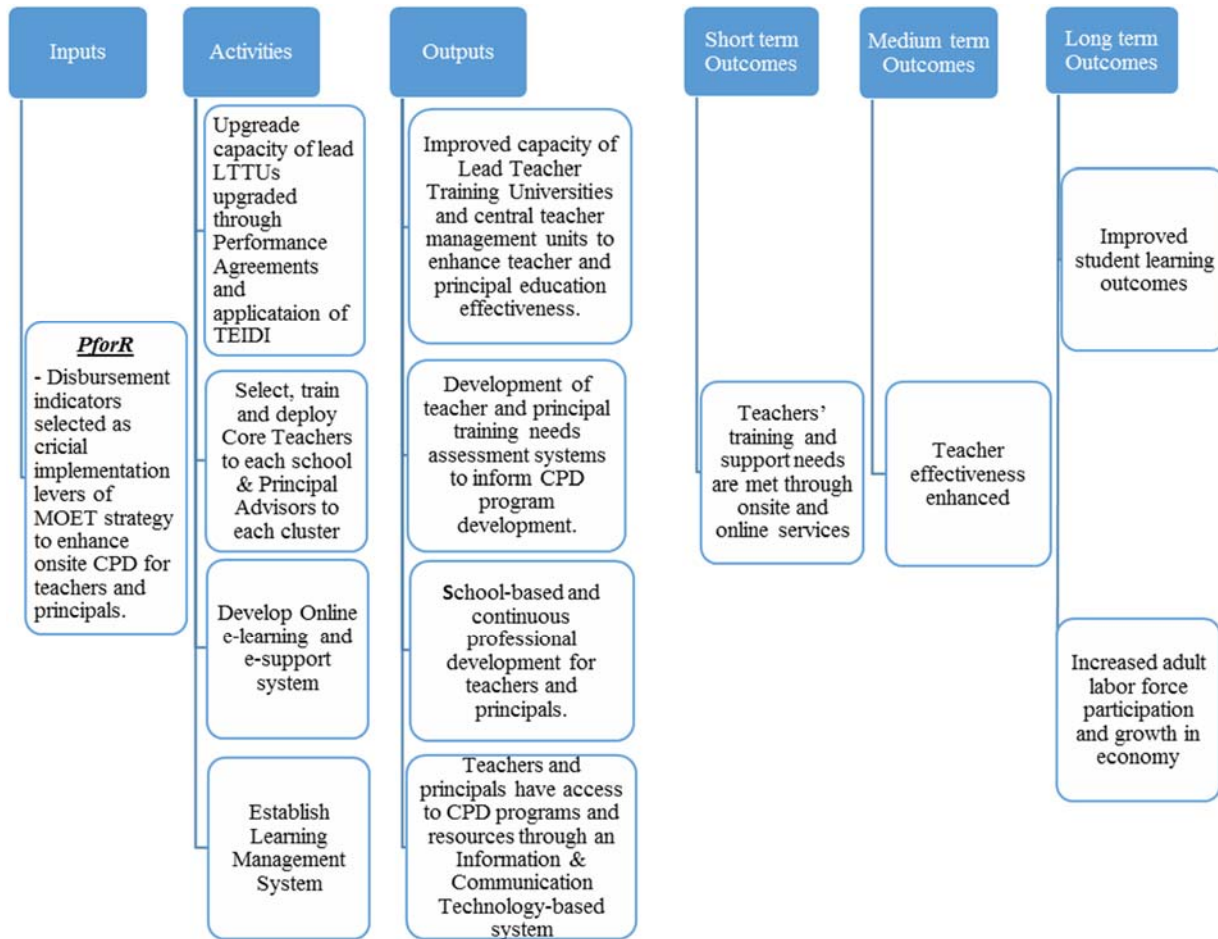 Inputs
PforR
- Disbursement
indicators
selected as
cricial
implementation
levers of
MOET strategy
to enhance
onsite CPD for
teachers and
principals.
Activities
Upgreade
capacity of lead
LTTUs
upgraded
through
Performance
Agreements
and
applicataion of
TEIDI
Select, train
and deploy
Core Teachers
to each school
& Principal
Advisors to
each cluster
Develop Online
e-learning and
e-support
system
Establish
Learning
Management
System
Outputs
Improved capacity of
Lead Teacher
Training Universities
and central teacher
management units to
enhance teacher and
principal education
effectiveness.
Development of
teacher and principal
training needs
assessment systems
to inform CPD
program
development.
School-based and
continuous
professional
development for
teachers and
principals.
Teachers and
principals have access
to CPD programs and
resources through an
Information &
Communication
Technology-based
system
Short term
Outcomes
Teachers’
training and
support needs
are met through
onsite and
online services
Medium term
Outcomes
Teacher
effectiveness
enhanced
Long term
Outcomes
Improved
student learning
outcomes
Increased adult
labor force
participation
and growth in
economy